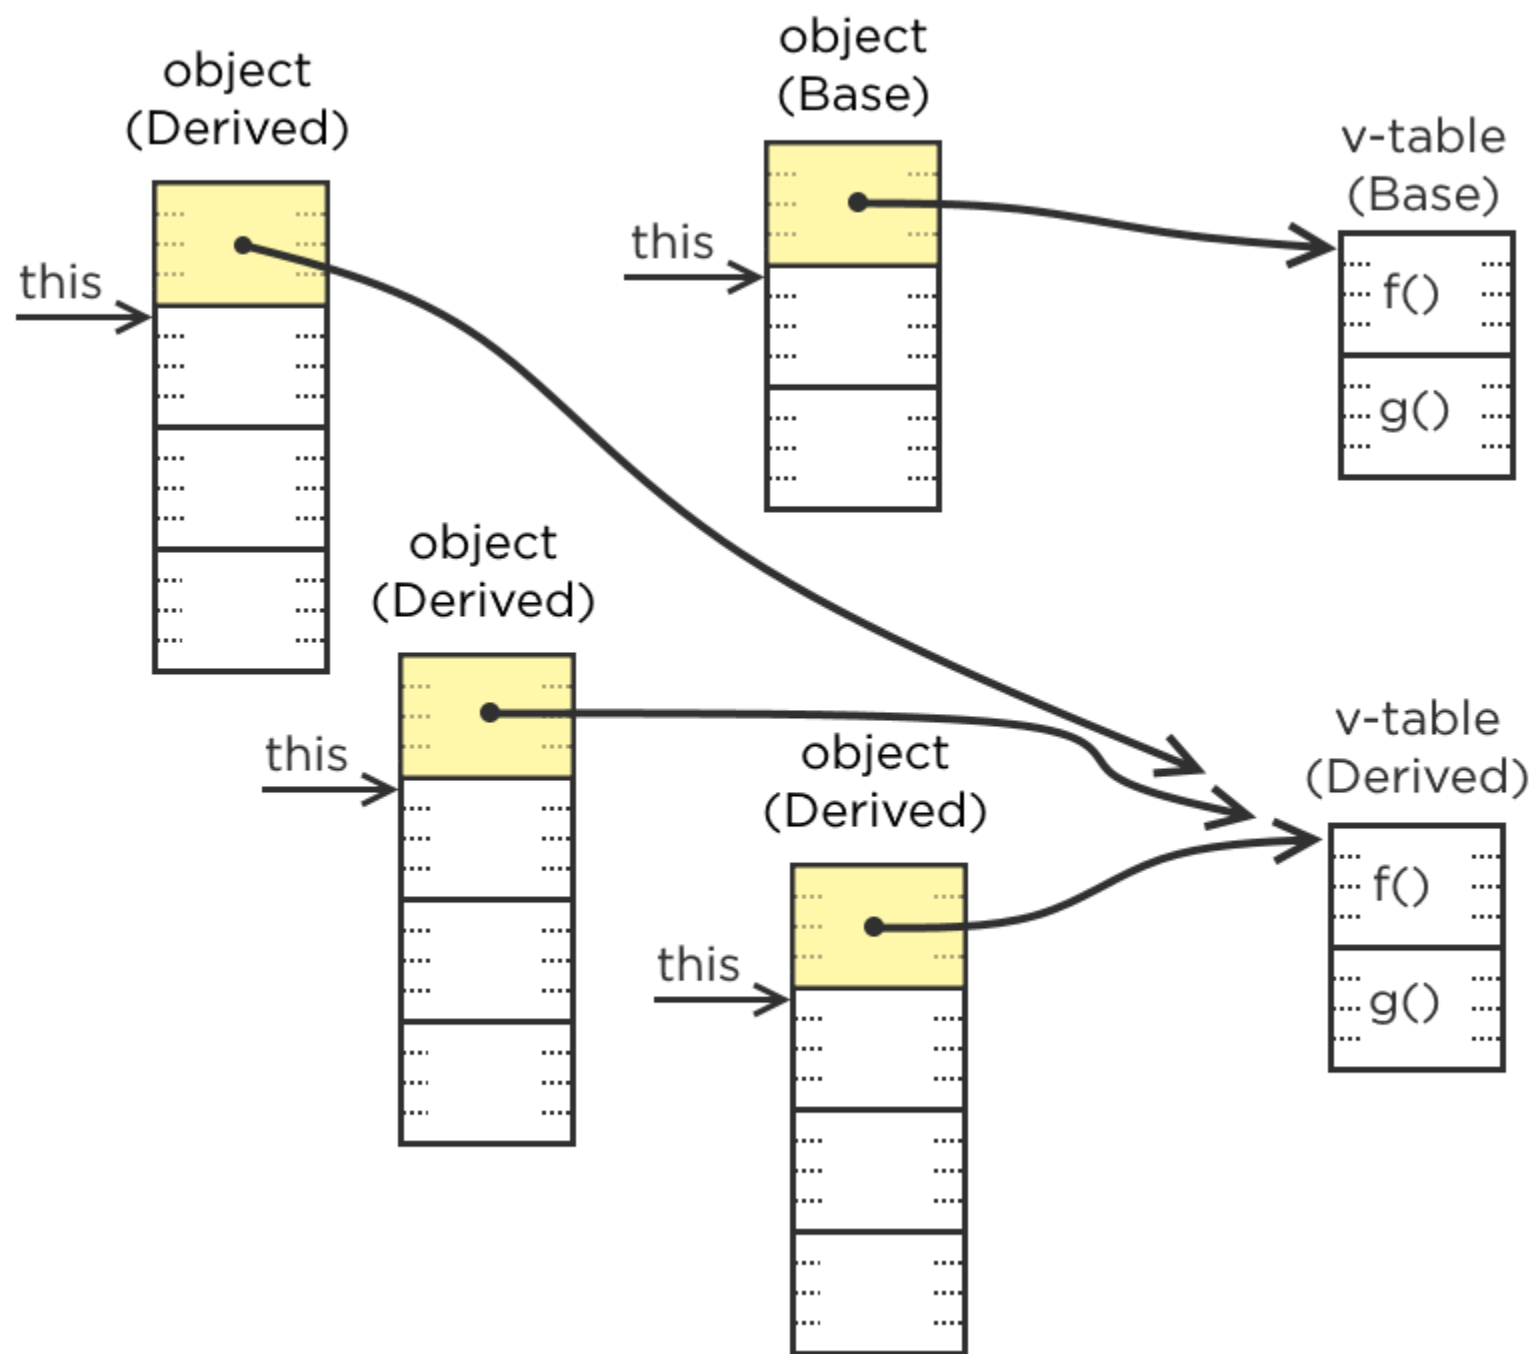 object
(Derived)
this
object
(Base)
this
v-table
(Base)
f()
g()
object
(Derived)
this
object
(Derived)
this
v-table
(Derived)
f()
g()